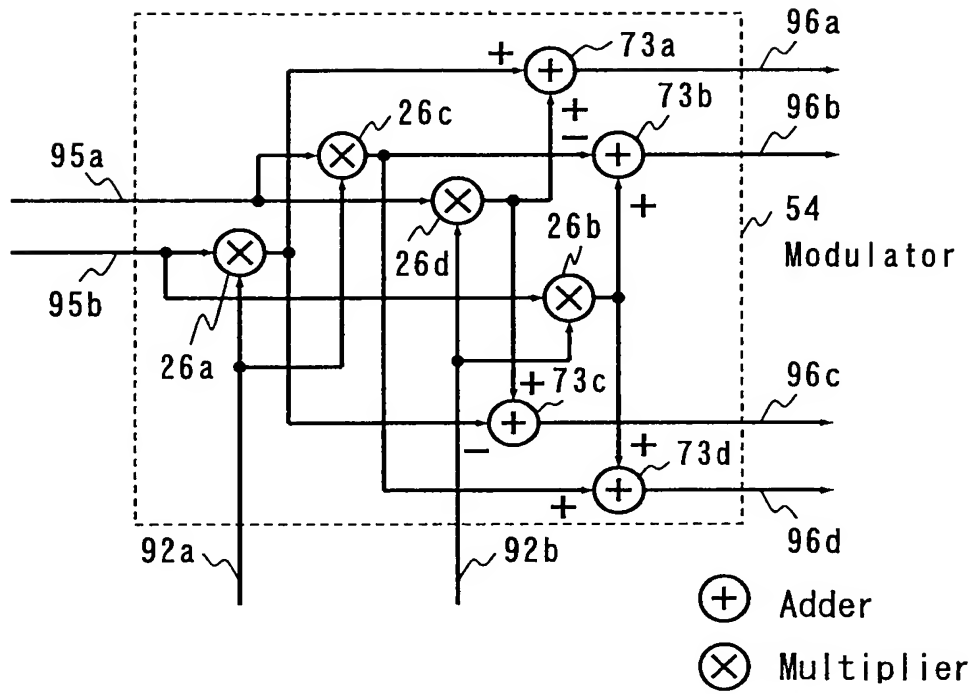 73a
96a
+
+
+
73b
96b
26c
−
95a
+
26b
54
Modulator
26d
95b
26a
+
73c
96c
−
+
73d
+
92a
92b
96d
+ Adder
× Multiplier